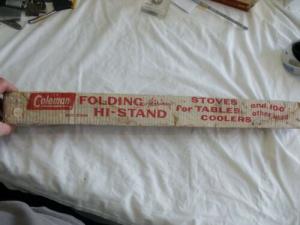 Coleman
FOLDING
HI-STAND
STOVES
for TABLES
COOLERS
and 100
other uses